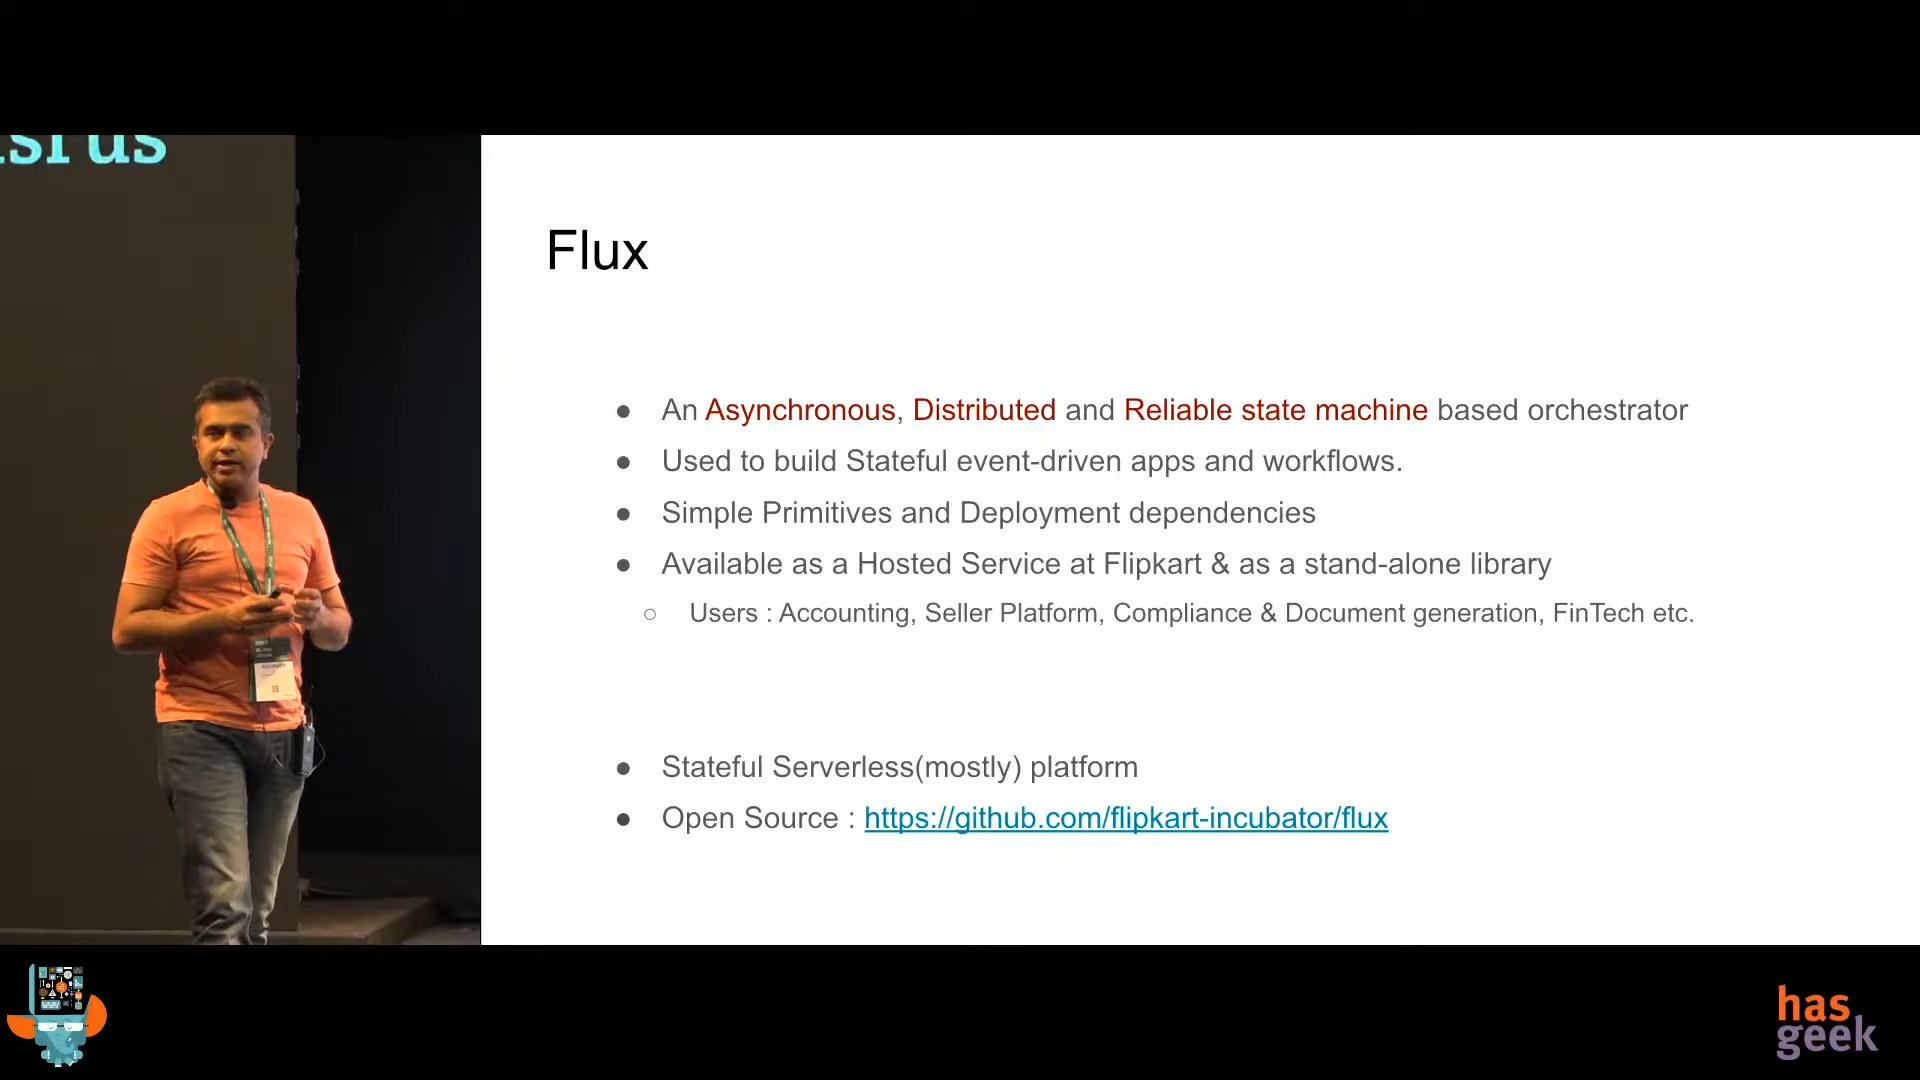 us
Flux
● An Asynchronous, Distributed and Reliable state machine based orchestrator
● Used to build Stateful event-driven apps and workflows.
● Simple Primitives and Deployment dependencies
● Available as a Hosted Service at Flipkart & as a stand-alone library
○ Users : Accounting, Seller Platform, Compliance & Document generation, FinTech etc.
● Stateful Serverless(mostly) platform
● Open Source : https://github.com/flipkart-incubator/flux
has
geek